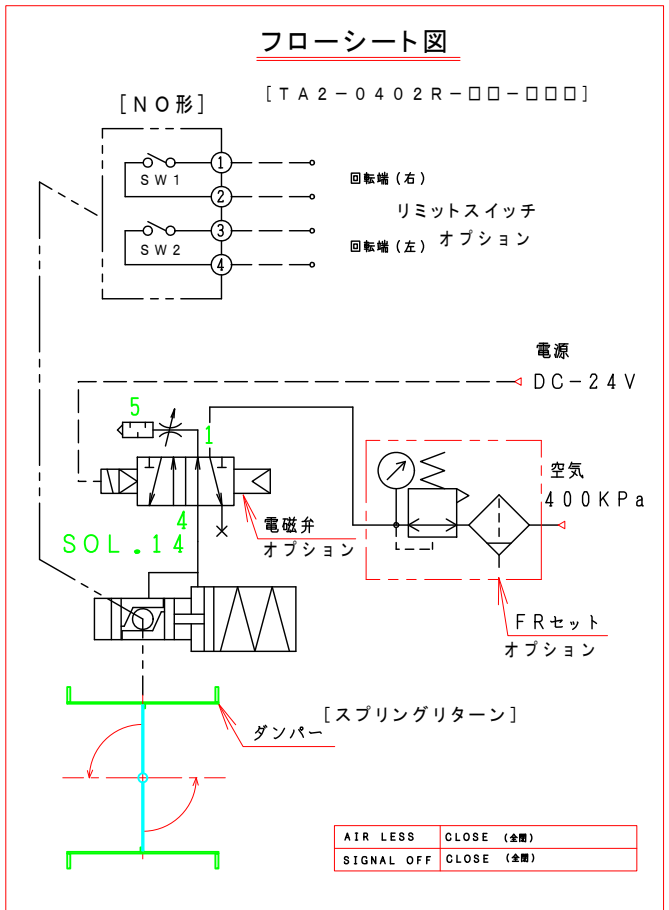 フローシート図
[TA2-0402R-□□-□□□]
[NO形]
1
SW1
2
回転端(右)
リミットスイッチ
オプション
3
SW2
4
回転端(左)
電源
DC-24V
5
1
空気
400KPa
4
SOL.14
電磁弁
オプション
FRセット
オプション
[スプリングリターン]
ダンパー
AIR LESS CLOSE (全閉)
SIGNAL OFF CLOSE (全閉)